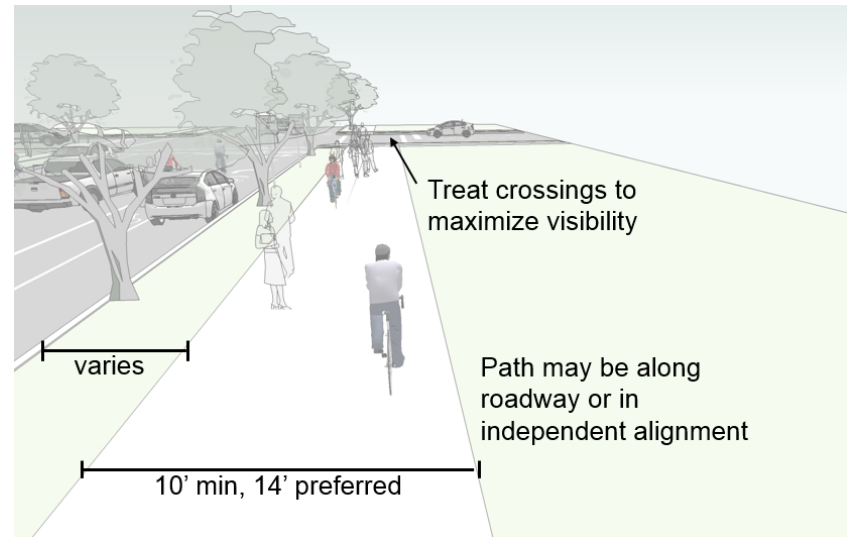 Treat crossings to
maximize visibility
varies
Path may be along
roadway or in
independent alignment
10’ min, 14’ preferred